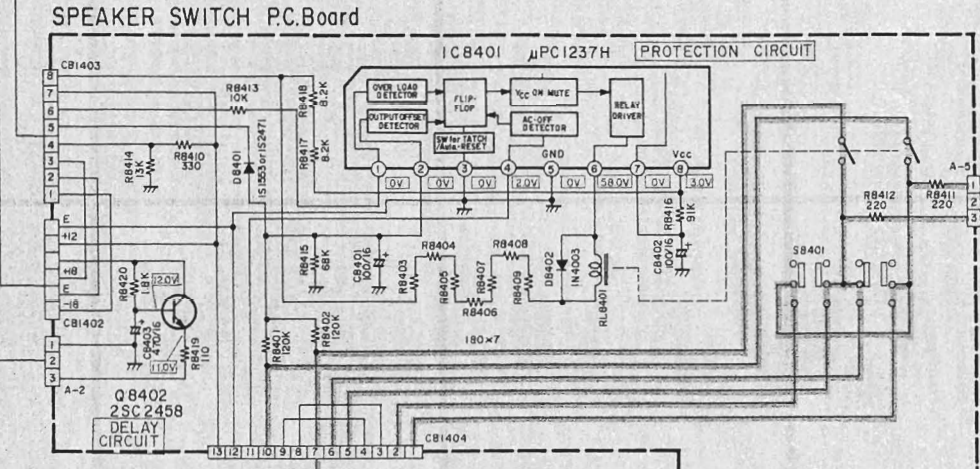 SPEAKER SWITCH P.C.Board
IC8401 μPC1237H PROTECTION CIRCUIT
CB1403
8
7
6
5
4
3
2
1
R8413
10K
R8418
8.2K
R8417
8.2K
OVER LOAD
DETECTOR
OUTPUT OFFSET
DETECTOR
FLIP-
FLOP
SW for TATCH
/Auto-RESET
VCC ON MUTE
AC-OFF
DETECTOR
RELAY
DRIVER
GND
Vcc
1 2 3 4 5 6 7 8
0V 0V 0V 2.0V 0V 58.0V 0V 3.0V
R8414
13K
R8410
330
D8401
1S1553 or 1S2471
A-5
1
2
3
R8411
220
R8412
220
E
+12
+18
E
-18
CB1402
R8420
1.8K
12.0V
R8415
68K
C8401
100/16
R8403
R8404
R8405
R8406
R8407
R8408
R8409
D8402
1N4003
RL8401
R8416
91K
C8402
100/16
S8401
C8403
470/16
11.0V
R8419
110
R8401
120K
R8402
120K
180×7
1
2
3
A-2
Q8402
2SC2458
DELAY
CIRCUIT
13 12 11 10 9 8 7 6 5 4 3 2 1
CB1404